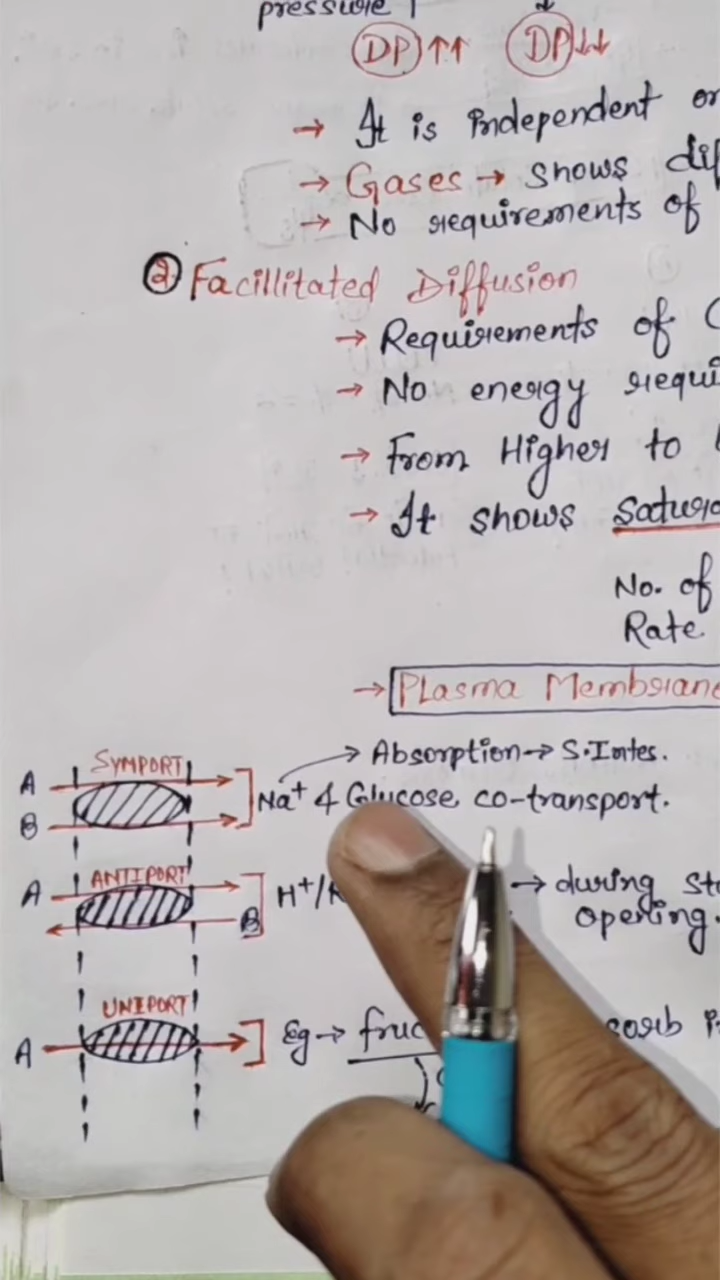 pressure ↑
DP ↑↑ DP ↓↓
→ It is independent
→ Gases → shows
→ No requirements of
② Facillitated Diffusion
→ Requirements of
→ No energy
→ From Higher to
→ It shows
No. of
Rate
→ Plasma
SYMPORT
A
B
→ Absorption → S.Intes.
Na⁺ & Glucose co-transport.
ANTIPORT
A
B
H⁺/
→ during
opening.
UNIPORT
A
Eg →